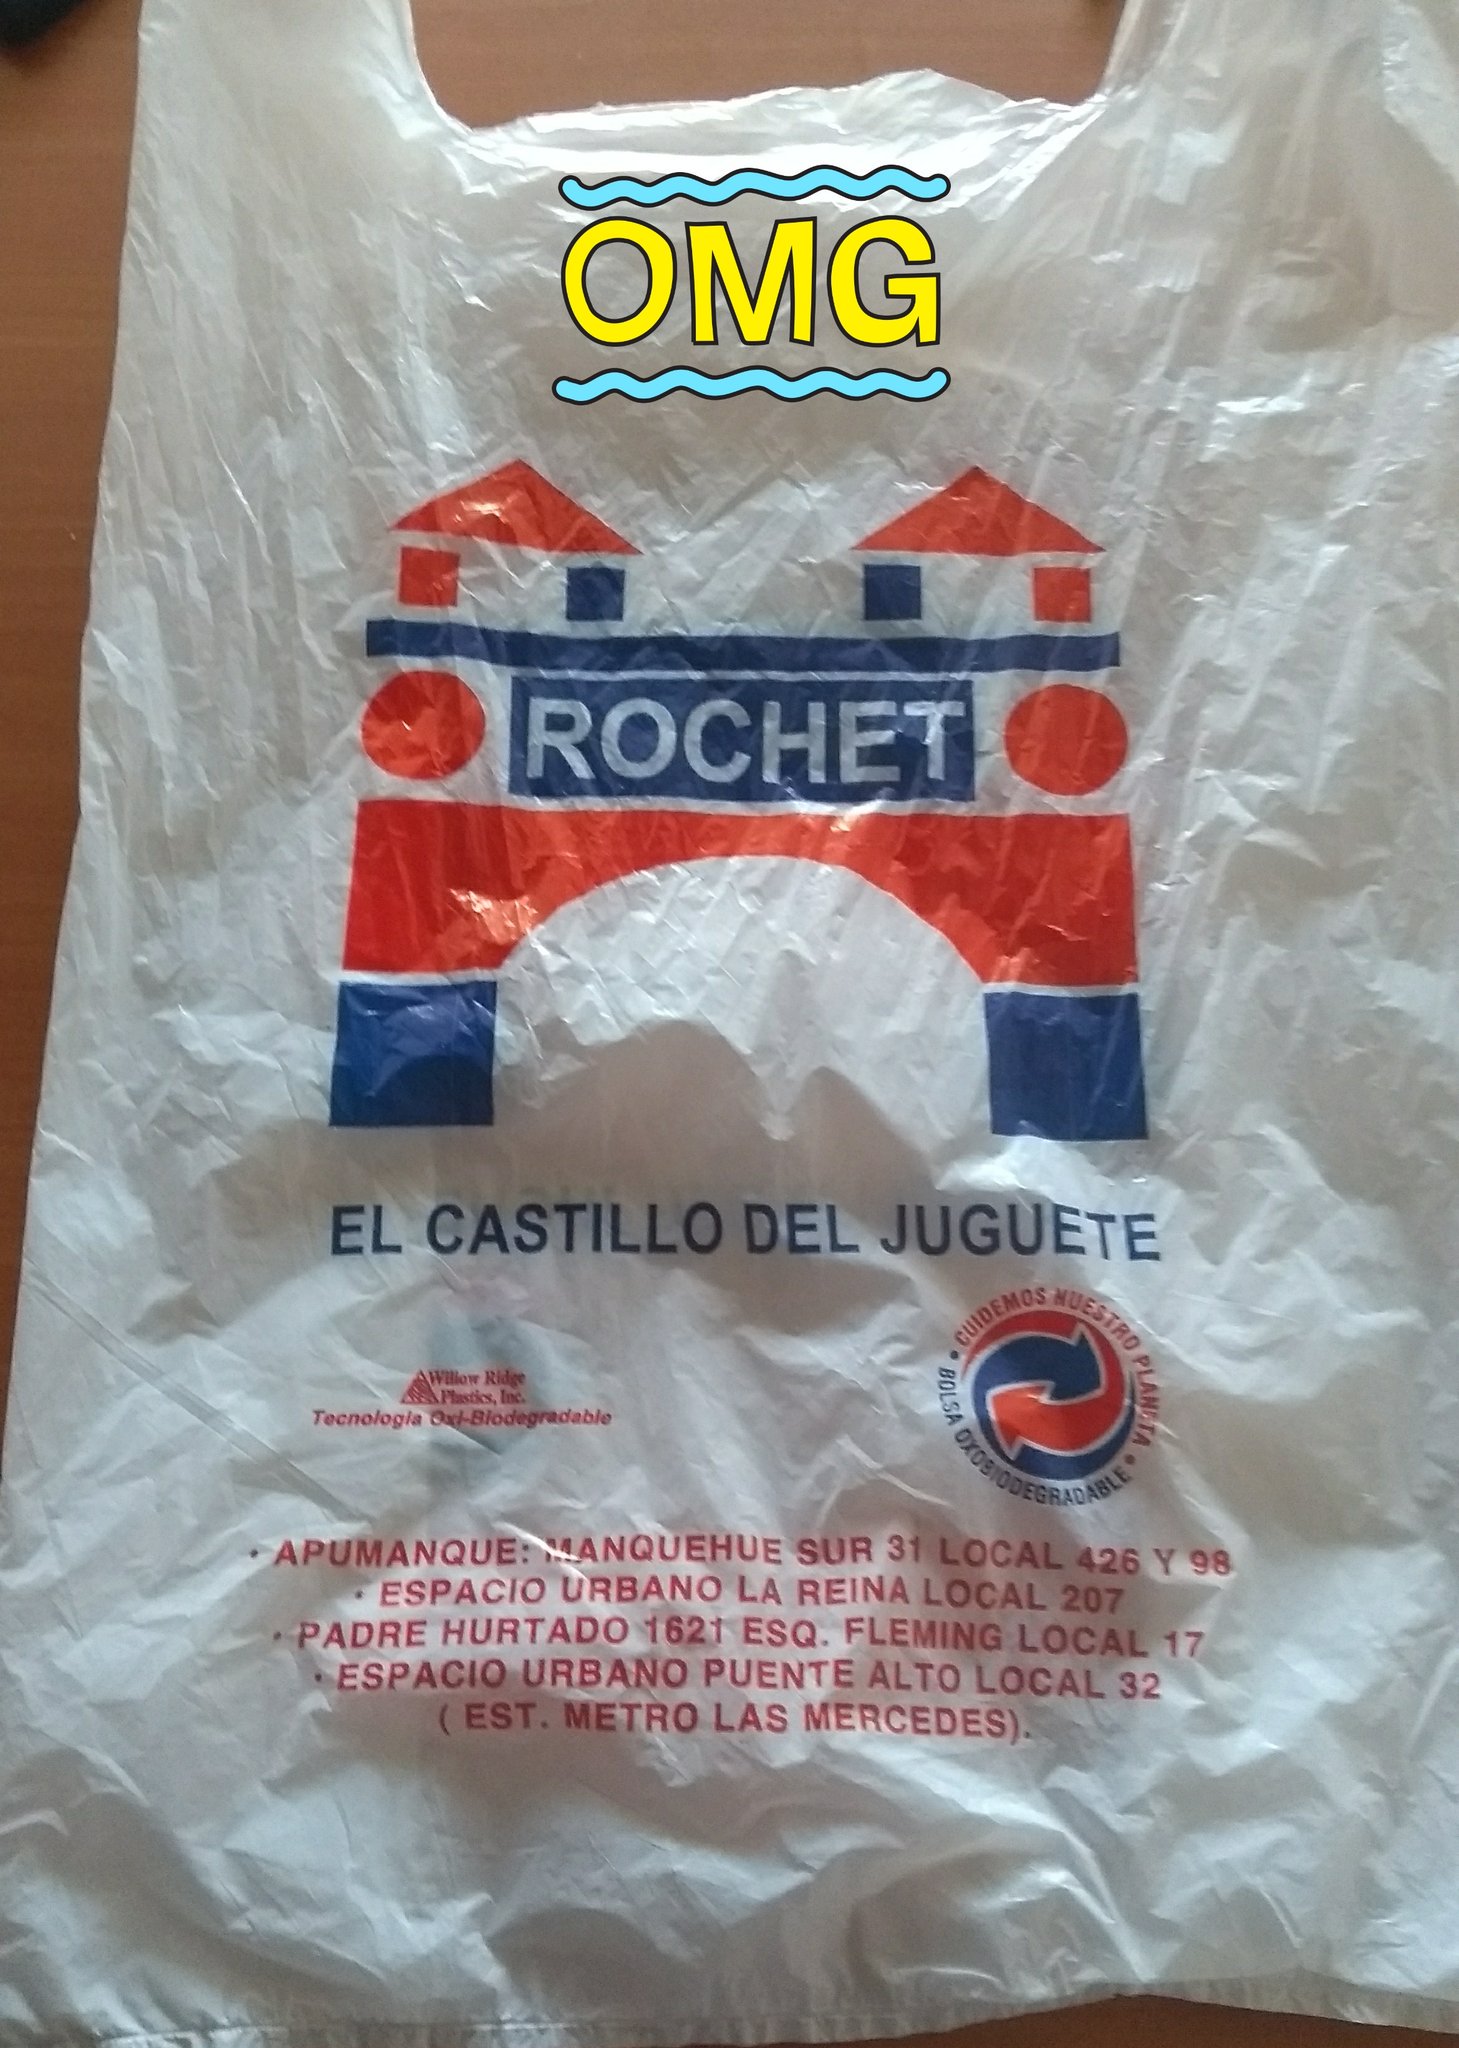 OMG
ROCHET
EL CASTILLO DEL JUGUETE
Willow Ridge
Plastics, Inc.
Tecnologia Oxi-Biodegradable
• CUIDEMOS NUESTRO PLANETA •
BOLSA OXOBIODEGRADABLE
• APUMANQUE: MANQUEHUE SUR 31 LOCAL 426 Y 98
• ESPACIO URBANO LA REINA LOCAL 207
• PADRE HURTADO 1621 ESQ. FLEMING LOCAL 17
• ESPACIO URBANO PUENTE ALTO LOCAL 32
( EST. METRO LAS MERCEDES).